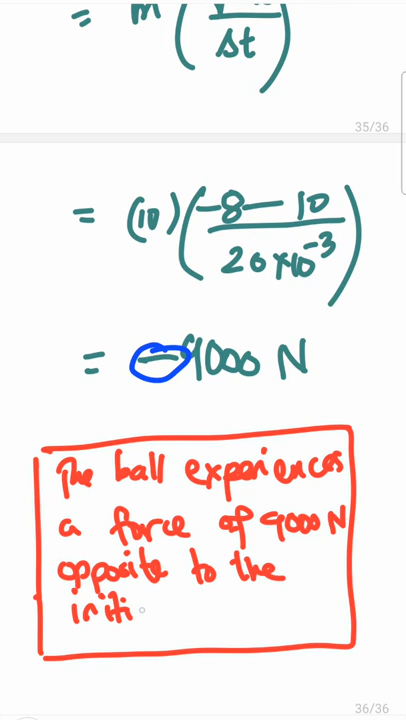 = m (
Δt )
35/36
= (10) ( -8 - 10 / 20×10⁻³ )
= -9000 N
The ball experiences
a force of 9000 N
opposite to the
initi
36/36